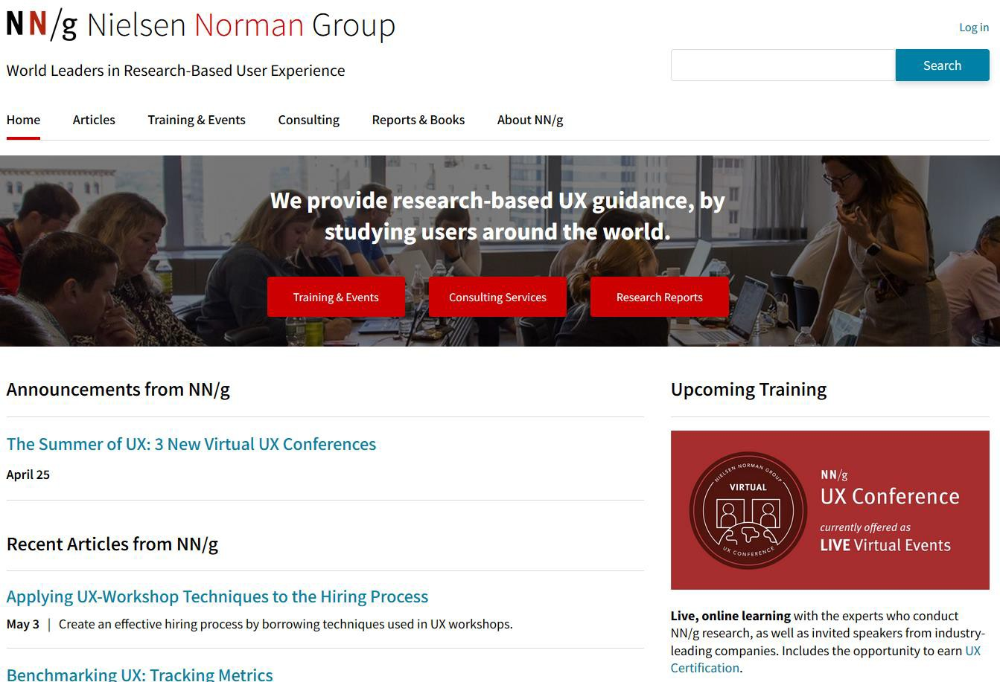 NN/g Nielsen Norman Group
Log in
World Leaders in Research-Based User Experience
Search
Home
Articles
Training & Events
Consulting
Reports & Books
About NN/g
We provide research-based UX guidance, by
studying users around the world.
Training & Events
Consulting Services
Research Reports
Announcements from NN/g
The Summer of UX: 3 New Virtual UX Conferences
April 25
Recent Articles from NN/g
Applying UX-Workshop Techniques to the Hiring Process
May 3 | Create an effective hiring process by borrowing techniques used in UX workshops.
Benchmarking UX: Tracking Metrics
Upcoming Training
NIELSEN NORMAN GROUP
VIRTUAL
UX CONFERENCE
NN/g
UX Conference
currently offered as
LIVE Virtual Events
Live, online learning with the experts who conduct
NN/g research, as well as invited speakers from industry-
leading companies. Includes the opportunity to earn UX
Certification.